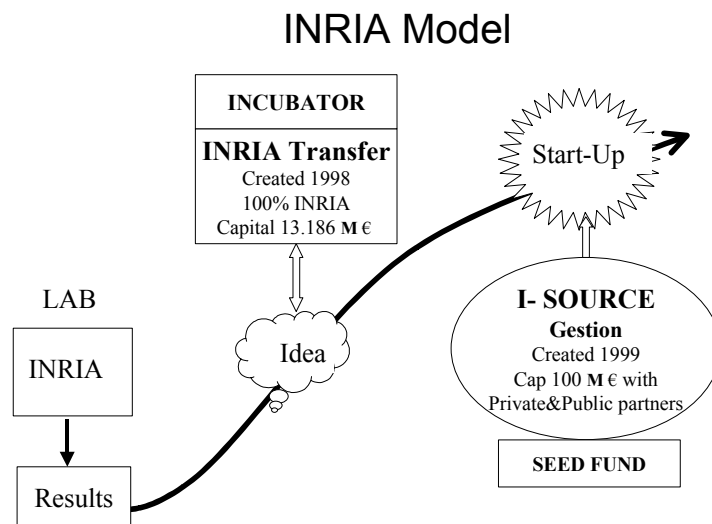 INRIA Model
INCUBATOR
INRIA Transfer
Created 1998
100% INRIA
Capital 13.186 M €
Start-Up
LAB
INRIA
Idea
I- SOURCE
Gestion
Created 1999
Cap 100 M € with
Private&Public partners
SEED FUND
Results